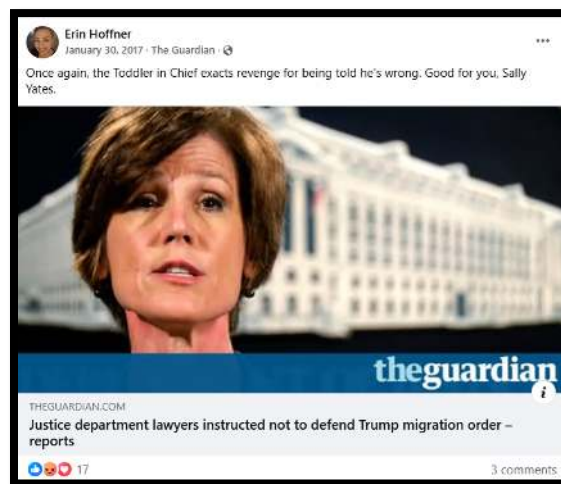 Erin Hoffner
January 30, 2017 · The Guardian ·
Once again, the Toddler in Chief exacts revenge for being told he's wrong. Good for you, Sally
Yates.
theguardian
i
THEGUARDIAN.COM
Justice department lawyers instructed not to defend Trump migration order –
reports
17
3 comments